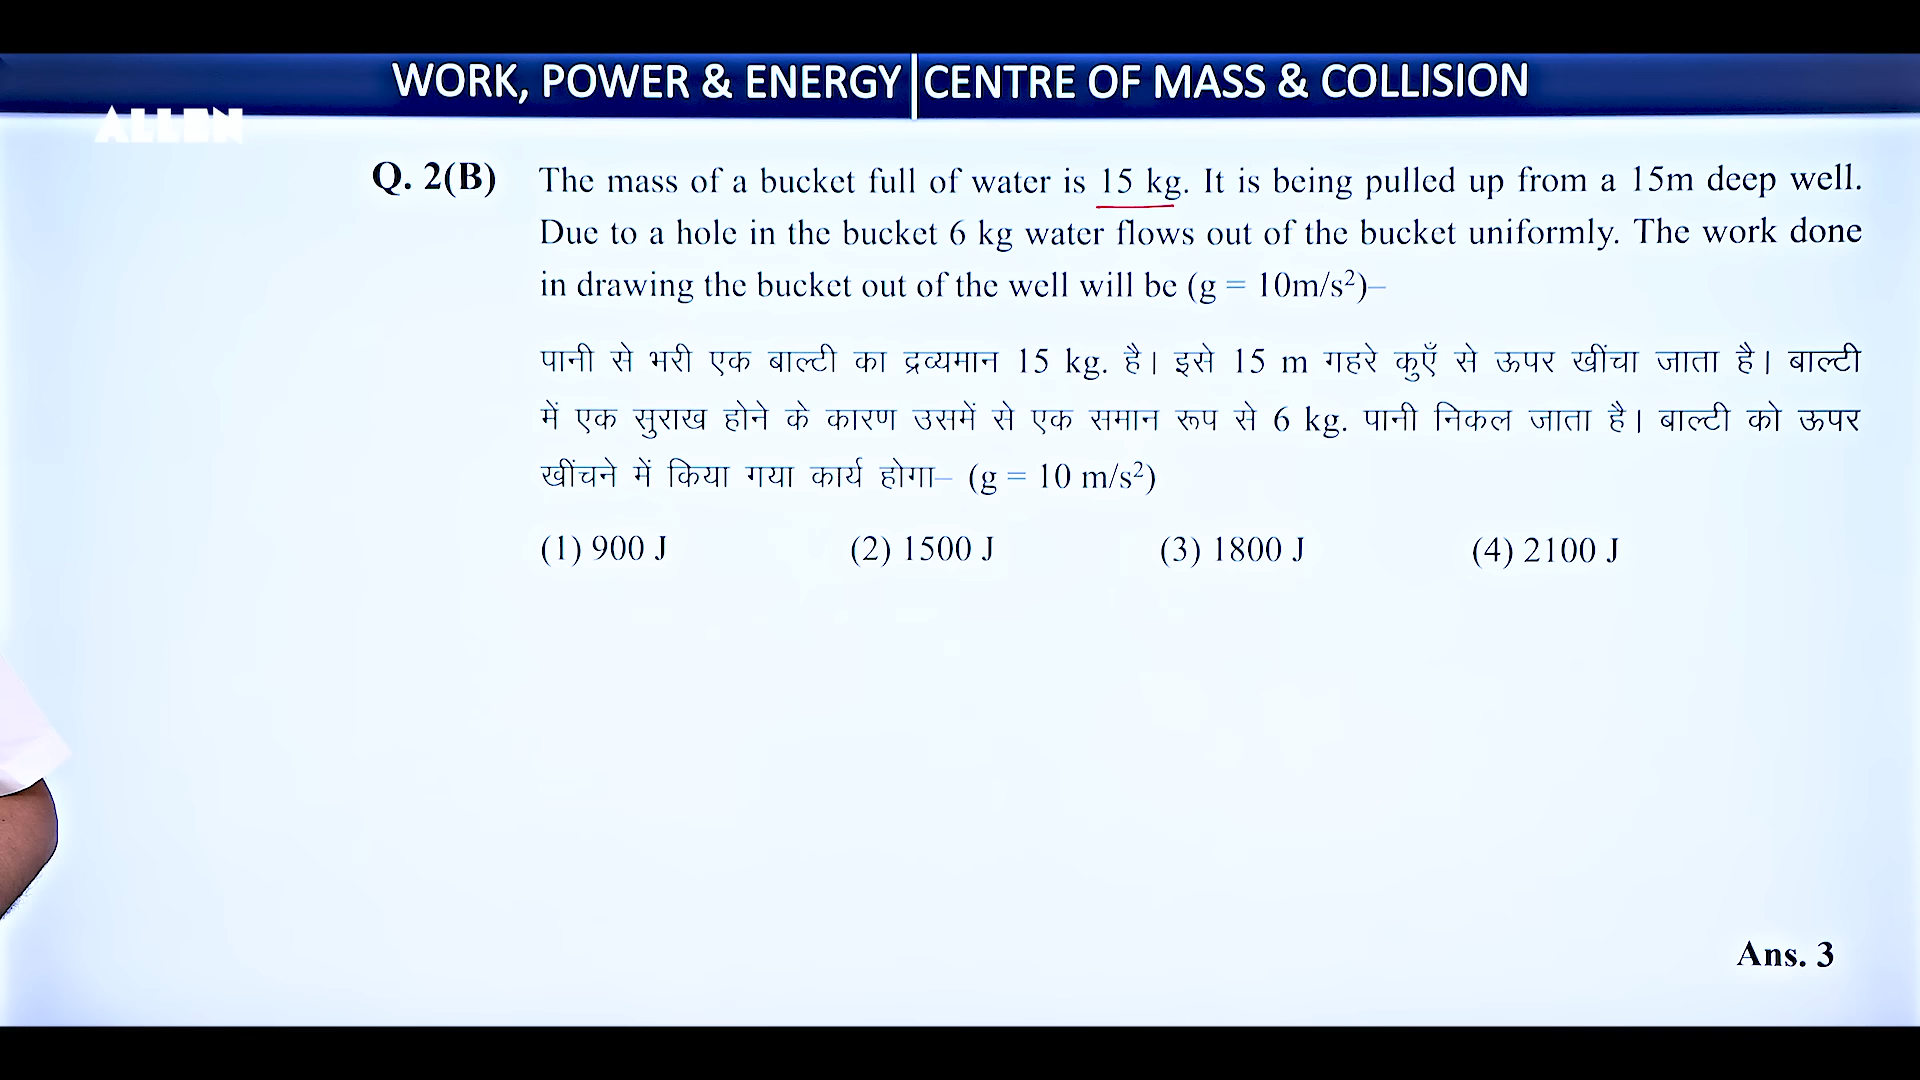 WORK, POWER & ENERGY | CENTRE OF MASS & COLLISION
ALLEN
Q. 2(B) The mass of a bucket full of water is 15 kg. It is being pulled up from a 15m deep well.
Due to a hole in the bucket 6 kg water flows out of the bucket uniformly. The work done
in drawing the bucket out of the well will be (g = 10m/s²)–
पानी से भरी एक बाल्टी का द्रव्यमान 15 kg. है। इसे 15 m गहरे कुएँ से ऊपर खींचा जाता है। बाल्टी
में एक सुराख होने के कारण उसमें से एक समान रूप से 6 kg. पानी निकल जाता है। बाल्टी को ऊपर
खींचने में किया गया कार्य होगा– (g = 10 m/s²)
(1) 900 J (2) 1500 J (3) 1800 J (4) 2100 J
Ans. 3